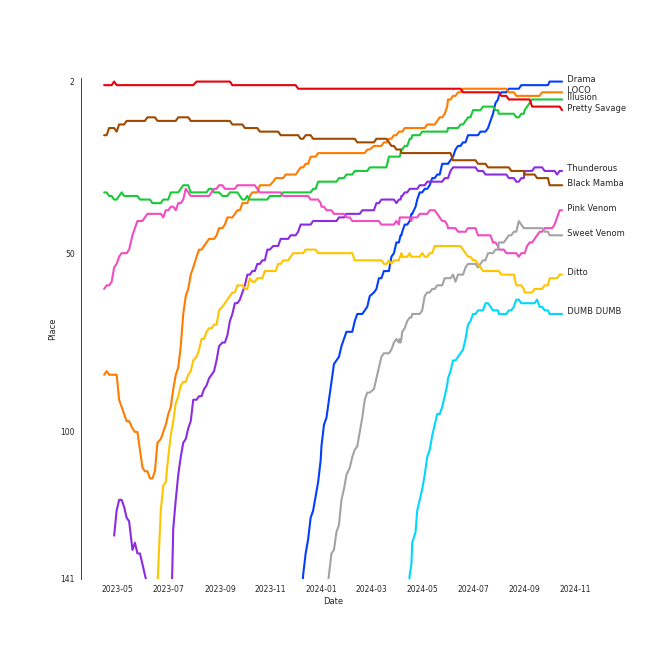 2
Drama
LOCO
Illusion
Pretty Savage
Thunderous
Black Mamba
Pink Venom
Sweet Venom
50
Ditto
DUMB DUMB
Place
100
141
2023-05 2023-07 2023-09 2023-11 2024-01 2024-03 2024-05 2024-07 2024-09 2024-11
Date